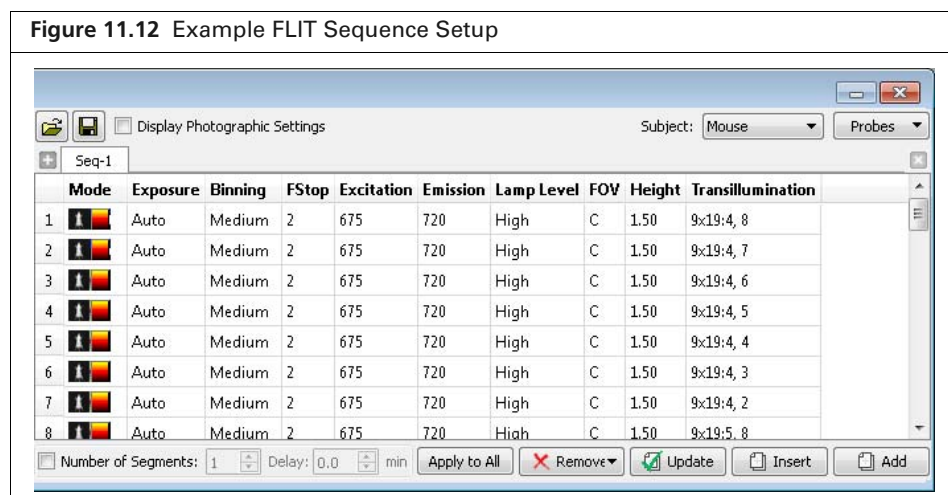 Figure 11.12 Example FLIT Sequence Setup
Display Photographic Settings Subject: Mouse Probes
Seq-1
Mode Exposure Binning FStop Excitation Emission Lamp Level FOV Height Transillumination
1 Auto Medium 2 675 720 High C 1.50 9x19:4, 8
2 Auto Medium 2 675 720 High C 1.50 9x19:4, 7
3 Auto Medium 2 675 720 High C 1.50 9x19:4, 6
4 Auto Medium 2 675 720 High C 1.50 9x19:4, 5
5 Auto Medium 2 675 720 High C 1.50 9x19:4, 4
6 Auto Medium 2 675 720 High C 1.50 9x19:4, 3
7 Auto Medium 2 675 720 High C 1.50 9x19:4, 2
8 Auto Medium 2 675 720 High C 1.50 9x19:5, 8
Number of Segments: 1 Delay: 0.0 min Apply to All Remove Update Insert Add